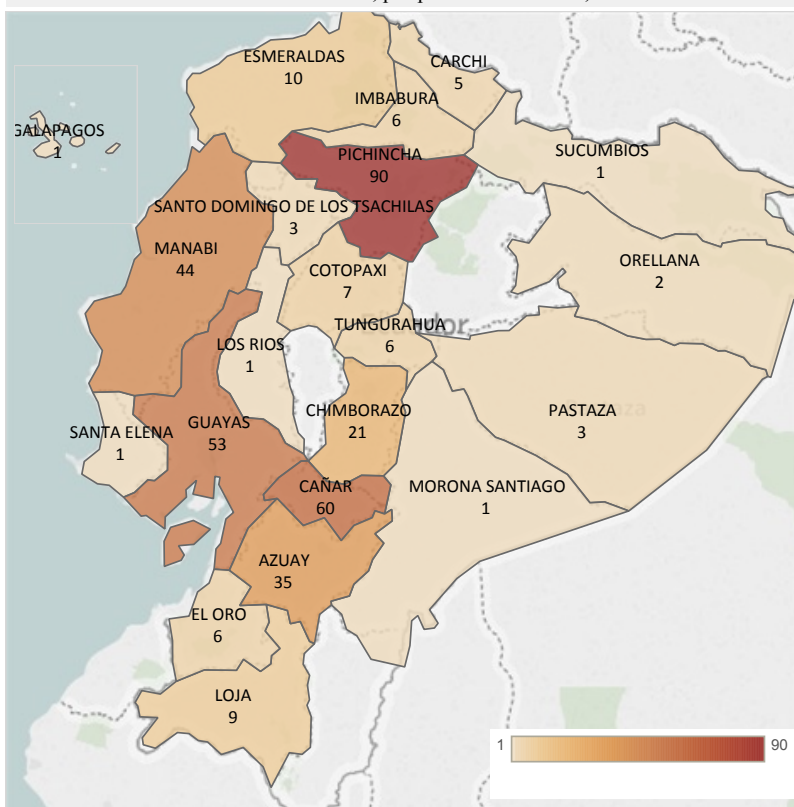 ESMERALDAS
10
CARCHI
5
IMBABURA
6
GALAPAGOS
1
PICHINCHA
90
SUCUMBIOS
1
SANTO DOMINGO DE LOS TSACHILAS
3
MANABI
44
COTOPAXI
7
ORELLANA
2
TUNGURAHUA
6
LOS RIOS
1
CHIMBORAZO
21
PASTAZA
3
GUAYAS
53
SANTA ELENA
1
CAÑAR
60
MORONA SANTIAGO
1
AZUAY
35
EL ORO
6
LOJA
9
1
90